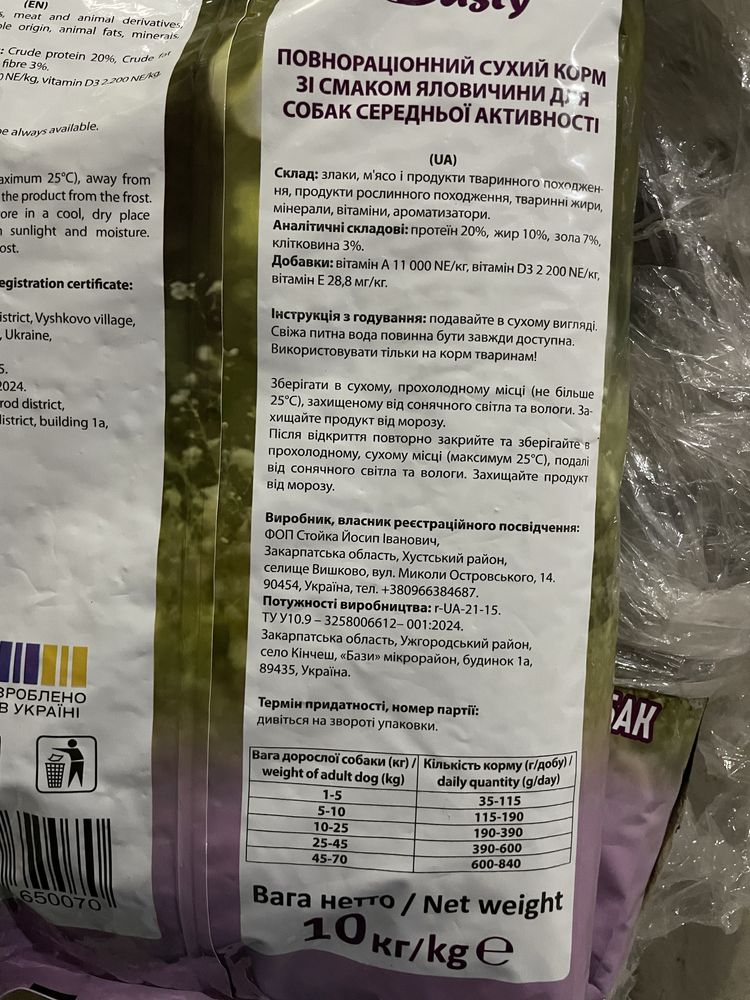 (EN)
meat and animal derivatives,
origin, animal fats, minerals.
Crude protein 20%, Crude fat
fibre 3%.
NE/kg, vitamin D3 2 200 NE/kg
be always available.
maximum 25°C), away from
the product from the frost.
in a cool, dry place
sunlight and moisture.
registration certificate:
district, Vyshkovo village,
Ukraine,
5.
2024.
district,
district, building 1a,
ЗРОБЛЕНО
В УКРАЇНІ
650070
ПОВНОРАЦІОННИЙ СУХИЙ КОРМ
ЗІ СМАКОМ ЯЛОВИЧИНИ ДЛЯ
СОБАК СЕРЕДНЬОЇ АКТИВНОСТІ
(UA)
Склад: злаки, м'ясо і продукти тваринного походжен-
ня, продукти рослинного походження, тваринні жири,
мінерали, вітаміни, ароматизатори.
Аналітичні складові: протеїн 20%, жир 10%, зола 7%,
клітковина 3%.
Добавки: вітамін А 11 000 NE/кг, вітамін D3 2 200 NE/кг,
вітамін Е 28,8 мг/кг.
Інструкція з годування: подавайте в сухому вигляді.
Свіжа питна вода повинна бути завжди доступна.
Використовувати тільки на корм тваринам!
Зберігати в сухому, прохолодному місці (не більше
25°C), захищеному від сонячного світла та вологи. За-
хищайте продукт від морозу.
Після відкриття повторно закрийте та зберігайте в
прохолодному, сухому місці (максимум 25°C), подалі
від сонячного світла та вологи. Захищайте продукт
від морозу.
Виробник, власник реєстраційного посвідчення:
ФОП Стойка Йосип Іванович,
Закарпатська область, Хустський район,
селище Вишково, вул. Миколи Островського, 14.
90454, Україна, тел. +380966384687.
Потужності виробництва: r-UA-21-15.
ТУ У10.9 – 3258006612– 001:2024.
Закарпатська область, Ужгородський район,
село Кінчеш, «Бази» мікрорайон, будинок 1а,
89435, Україна.
Термін придатності, номер партії:
дивіться на звороті упаковки.
Вага дорослої собаки (кг) / Кількість корму (г/добу) /
weight of adult dog (kg) daily quantity (g/day)
1-5 35-115
5-10 115-190
10-25 190-390
25-45 390-600
45-70 600-840
Вага нетто / Net weight
10 кг/kg ℮
БАК